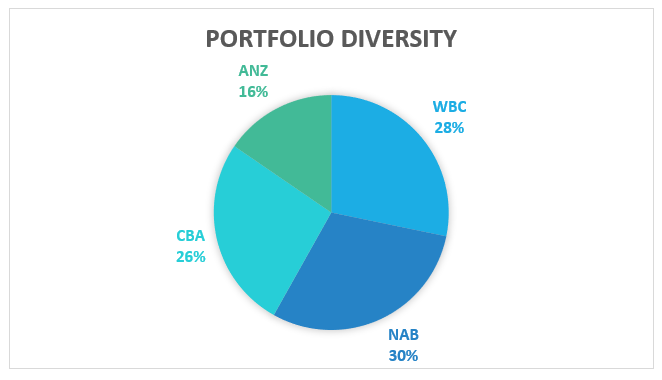 PORTFOLIO DIVERSITY
ANZ
16%
WBC
28%
CBA
26%
NAB
30%